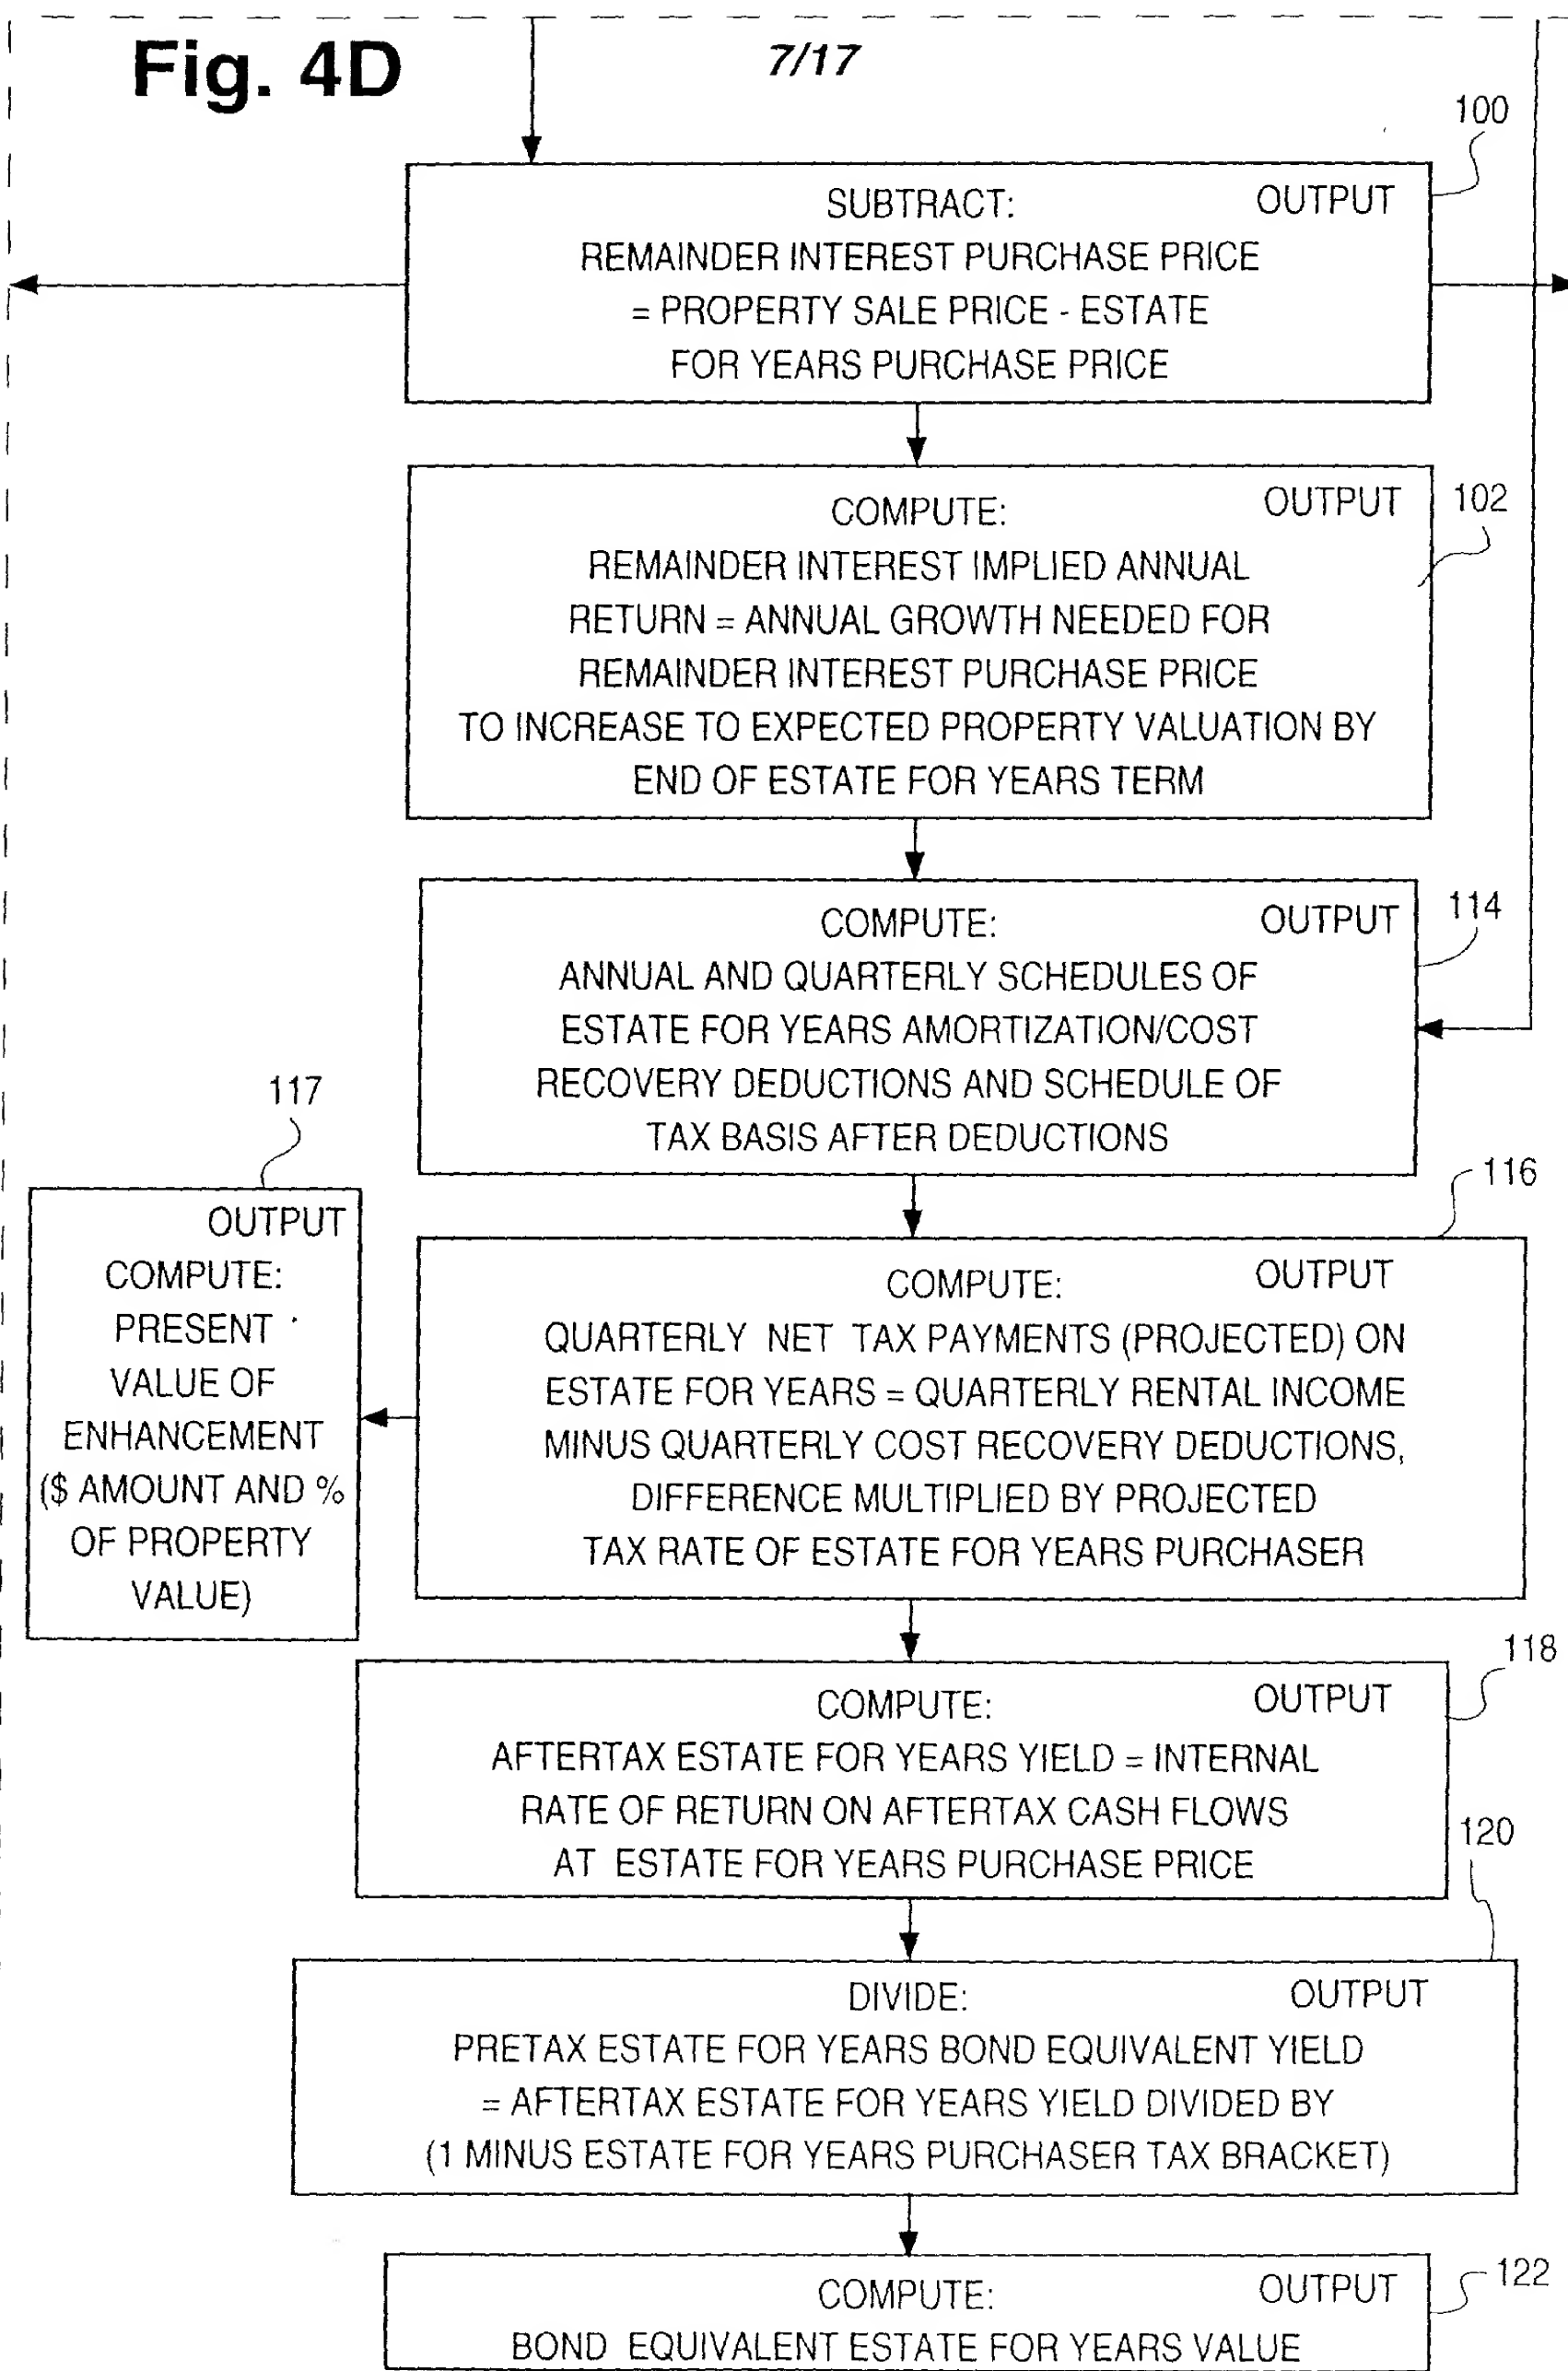 Fig. 4D
7/17
100
SUBTRACT: OUTPUT
REMAINDER INTEREST PURCHASE PRICE
= PROPERTY SALE PRICE - ESTATE
FOR YEARS PURCHASE PRICE
102
COMPUTE: OUTPUT
REMAINDER INTEREST IMPLIED ANNUAL
RETURN = ANNUAL GROWTH NEEDED FOR
REMAINDER INTEREST PURCHASE PRICE
TO INCREASE TO EXPECTED PROPERTY VALUATION BY
END OF ESTATE FOR YEARS TERM
114
COMPUTE: OUTPUT
ANNUAL AND QUARTERLY SCHEDULES OF
ESTATE FOR YEARS AMORTIZATION/COST
RECOVERY DEDUCTIONS AND SCHEDULE OF
TAX BASIS AFTER DEDUCTIONS
117
OUTPUT
COMPUTE:
PRESENT
VALUE OF
ENHANCEMENT
($ AMOUNT AND %
OF PROPERTY
VALUE)
116
COMPUTE: OUTPUT
QUARTERLY NET TAX PAYMENTS (PROJECTED) ON
ESTATE FOR YEARS = QUARTERLY RENTAL INCOME
MINUS QUARTERLY COST RECOVERY DEDUCTIONS,
DIFFERENCE MULTIPLIED BY PROJECTED
TAX RATE OF ESTATE FOR YEARS PURCHASER
118
COMPUTE: OUTPUT
AFTERTAX ESTATE FOR YEARS YIELD = INTERNAL
RATE OF RETURN ON AFTERTAX CASH FLOWS
AT ESTATE FOR YEARS PURCHASE PRICE
120
DIVIDE: OUTPUT
PRETAX ESTATE FOR YEARS BOND EQUIVALENT YIELD
= AFTERTAX ESTATE FOR YEARS YIELD DIVIDED BY
(1 MINUS ESTATE FOR YEARS PURCHASER TAX BRACKET)
122
COMPUTE: OUTPUT
BOND EQUIVALENT ESTATE FOR YEARS VALUE